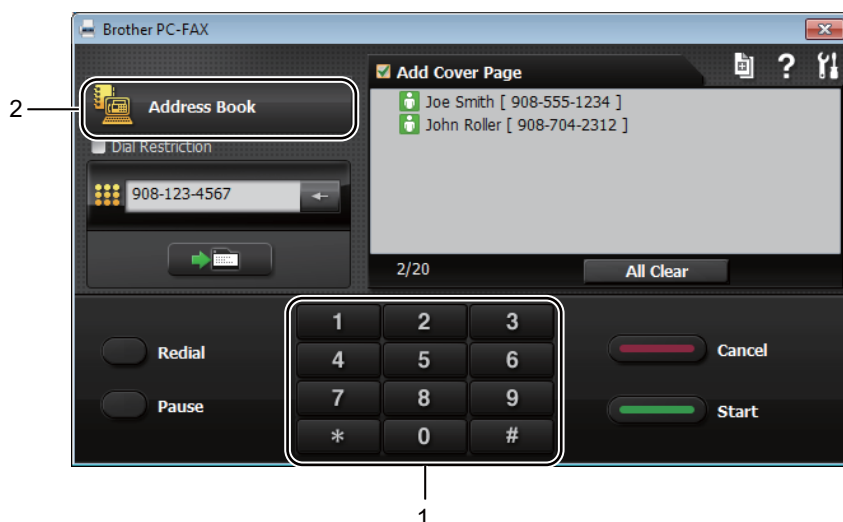 Brother PC-FAX
2
Address Book
Add Cover Page
?
Joe Smith [ 908-555-1234 ]
John Roller [ 908-704-2312 ]
Dial Restriction
908-123-4567
2/20
All Clear
1 2 3
Redial
4 5 6
Cancel
Pause
7 8 9
Start
* 0 #
1